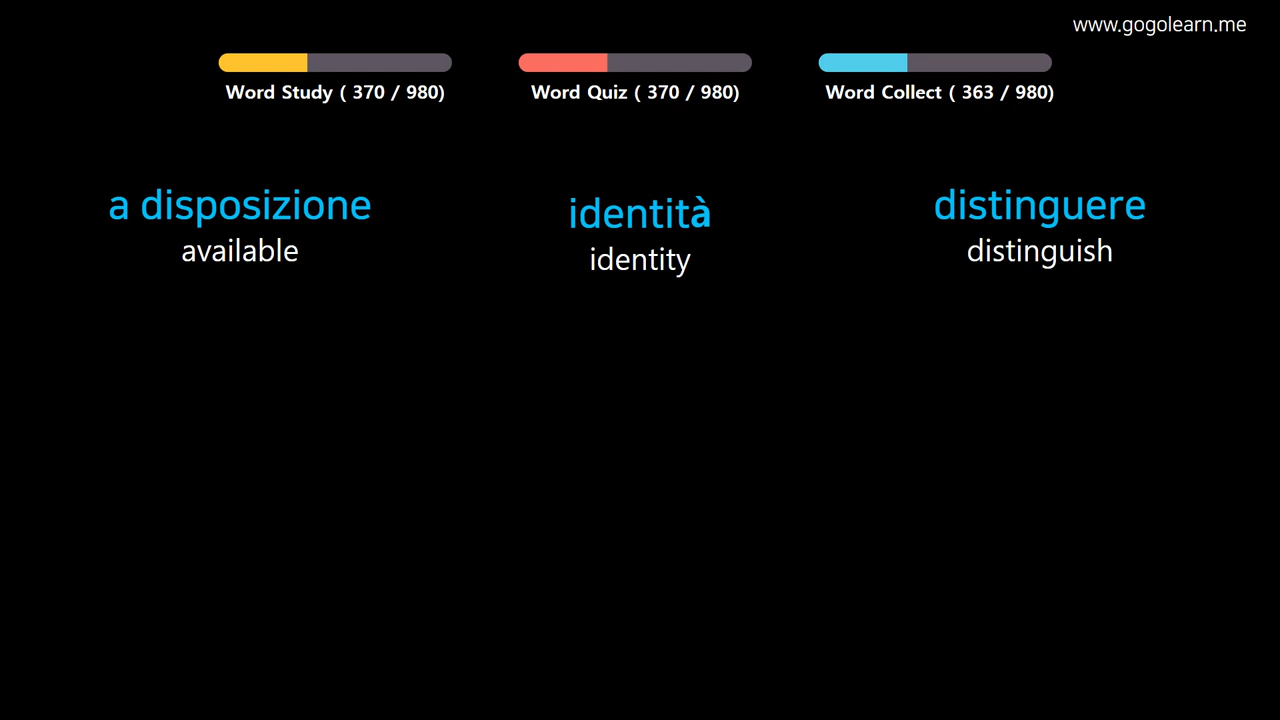 www.gogolearn.me
Word Study ( 370 / 980)
Word Quiz ( 370 / 980)
Word Collect ( 363 / 980)
a disposizione
available
identità
identity
distinguere
distinguish